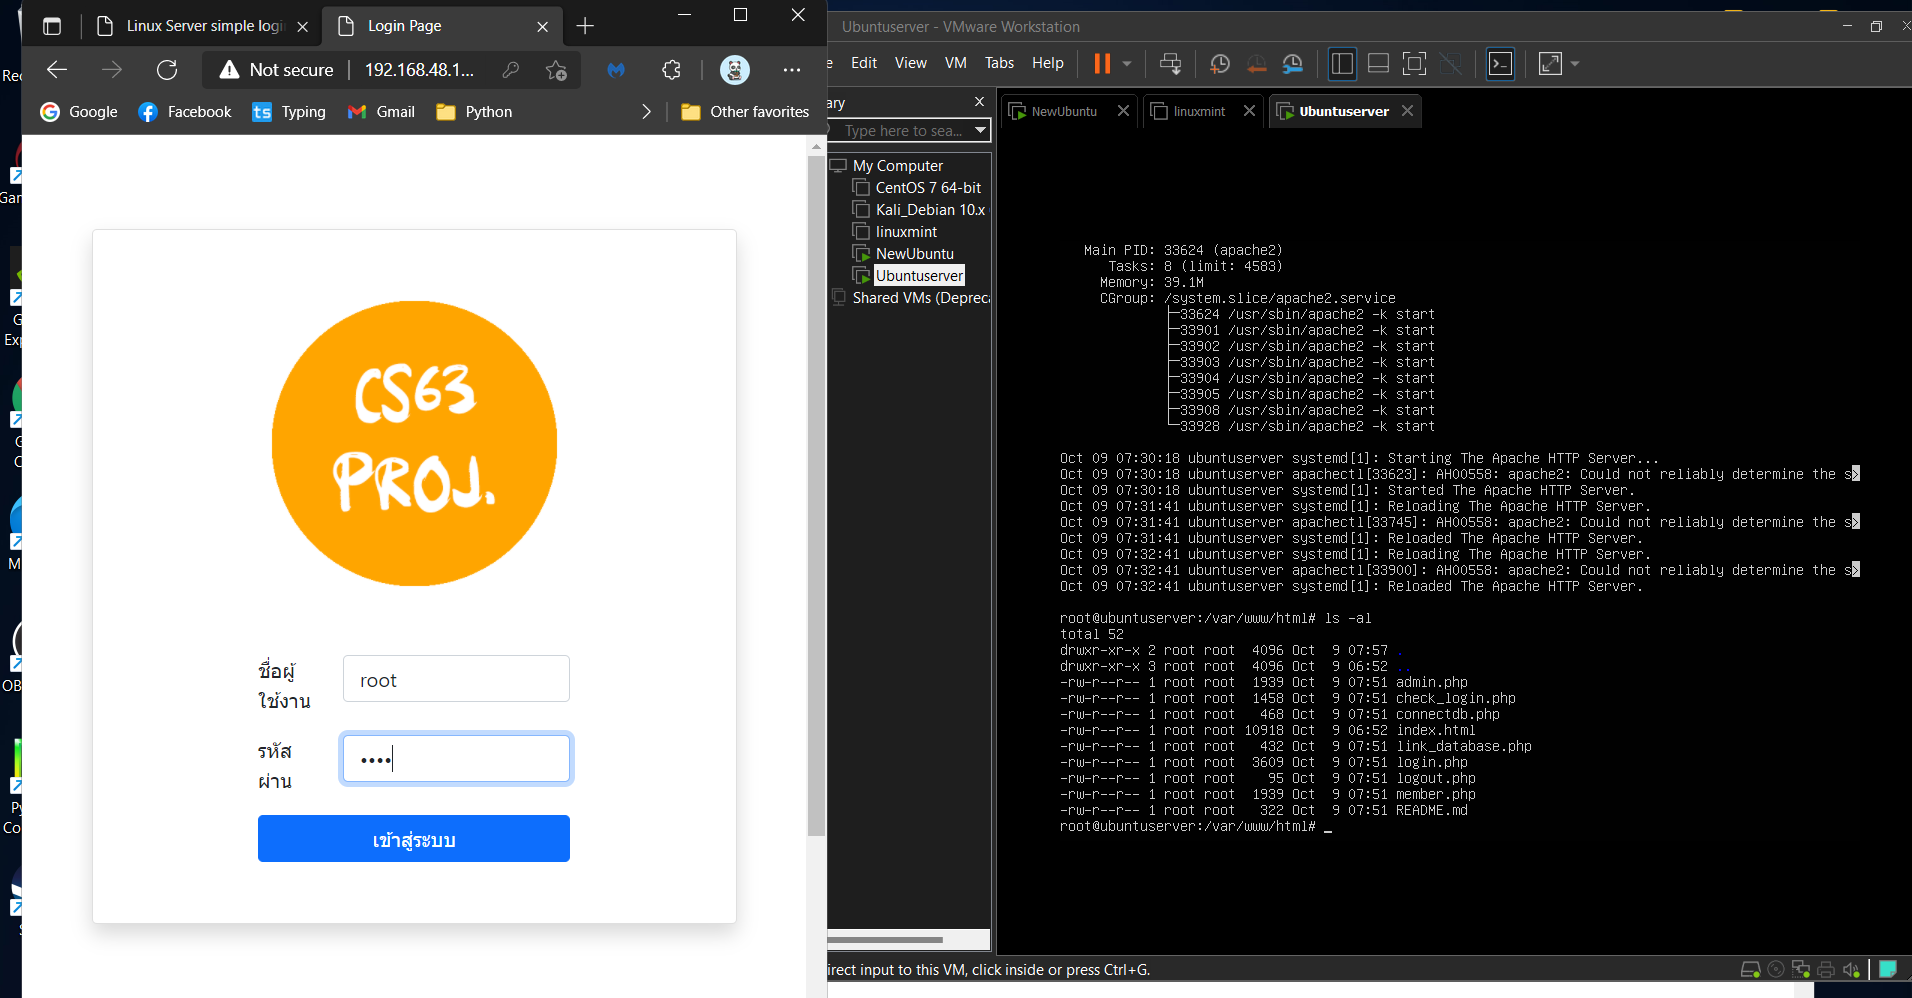 Linux Server simple logi
Login Page
Not secure
192.168.48.1...
Google
Facebook
Typing
Gmail
Python
Other favorites
CS63
PROJ.
ชื่อผู้
ใช้งาน
root
รหัส
ผ่าน
••••
เข้าสู่ระบบ
Ubuntuserver - VMware Workstation
Edit View VM Tabs Help
ary
Type here to sea...
My Computer
CentOS 7 64-bit
Kali_Debian 10.x
linuxmint
NewUbuntu
Ubuntuserver
Shared VMs (Depreca
NewUbuntu
linuxmint
Ubuntuserver
Main PID: 33624 (apache2)
Tasks: 8 (limit: 4583)
Memory: 39.1M
CGroup: /system.slice/apache2.service
├─33624 /usr/sbin/apache2 -k start
├─33901 /usr/sbin/apache2 -k start
├─33902 /usr/sbin/apache2 -k start
├─33903 /usr/sbin/apache2 -k start
├─33904 /usr/sbin/apache2 -k start
├─33905 /usr/sbin/apache2 -k start
├─33908 /usr/sbin/apache2 -k start
└─33928 /usr/sbin/apache2 -k start
Oct 09 07:30:18 ubuntuserver systemd[1]: Starting The Apache HTTP Server...
Oct 09 07:30:18 ubuntuserver apachectl[33623]: AH00558: apache2: Could not reliably determine the s>
Oct 09 07:30:18 ubuntuserver systemd[1]: Started The Apache HTTP Server.
Oct 09 07:31:41 ubuntuserver systemd[1]: Reloading The Apache HTTP Server.
Oct 09 07:31:41 ubuntuserver apachectl[33745]: AH00558: apache2: Could not reliably determine the s>
Oct 09 07:31:41 ubuntuserver systemd[1]: Reloaded The Apache HTTP Server.
Oct 09 07:32:41 ubuntuserver systemd[1]: Reloading The Apache HTTP Server.
Oct 09 07:32:41 ubuntuserver apachectl[33900]: AH00558: apache2: Could not reliably determine the s>
Oct 09 07:32:41 ubuntuserver systemd[1]: Reloaded The Apache HTTP Server.
root@ubuntuserver:/var/www/html# ls -al
total 52
drwxr-xr-x 2 root root 4096 Oct 9 07:57 .
drwxr-xr-x 3 root root 4096 Oct 9 06:52 ..
-rw-r--r-- 1 root root 1939 Oct 9 07:51 admin.php
-rw-r--r-- 1 root root 1458 Oct 9 07:51 check_login.php
-rw-r--r-- 1 root root 468 Oct 9 07:51 connectdb.php
-rw-r--r-- 1 root root 10918 Oct 9 06:52 index.html
-rw-r--r-- 1 root root 432 Oct 9 07:51 link_database.php
-rw-r--r-- 1 root root 3609 Oct 9 07:51 login.php
-rw-r--r-- 1 root root 95 Oct 9 07:51 logout.php
-rw-r--r-- 1 root root 1939 Oct 9 07:51 member.php
-rw-r--r-- 1 root root 322 Oct 9 07:51 README.md
root@ubuntuserver:/var/www/html# _
irect input to this VM, click inside or press Ctrl+G.